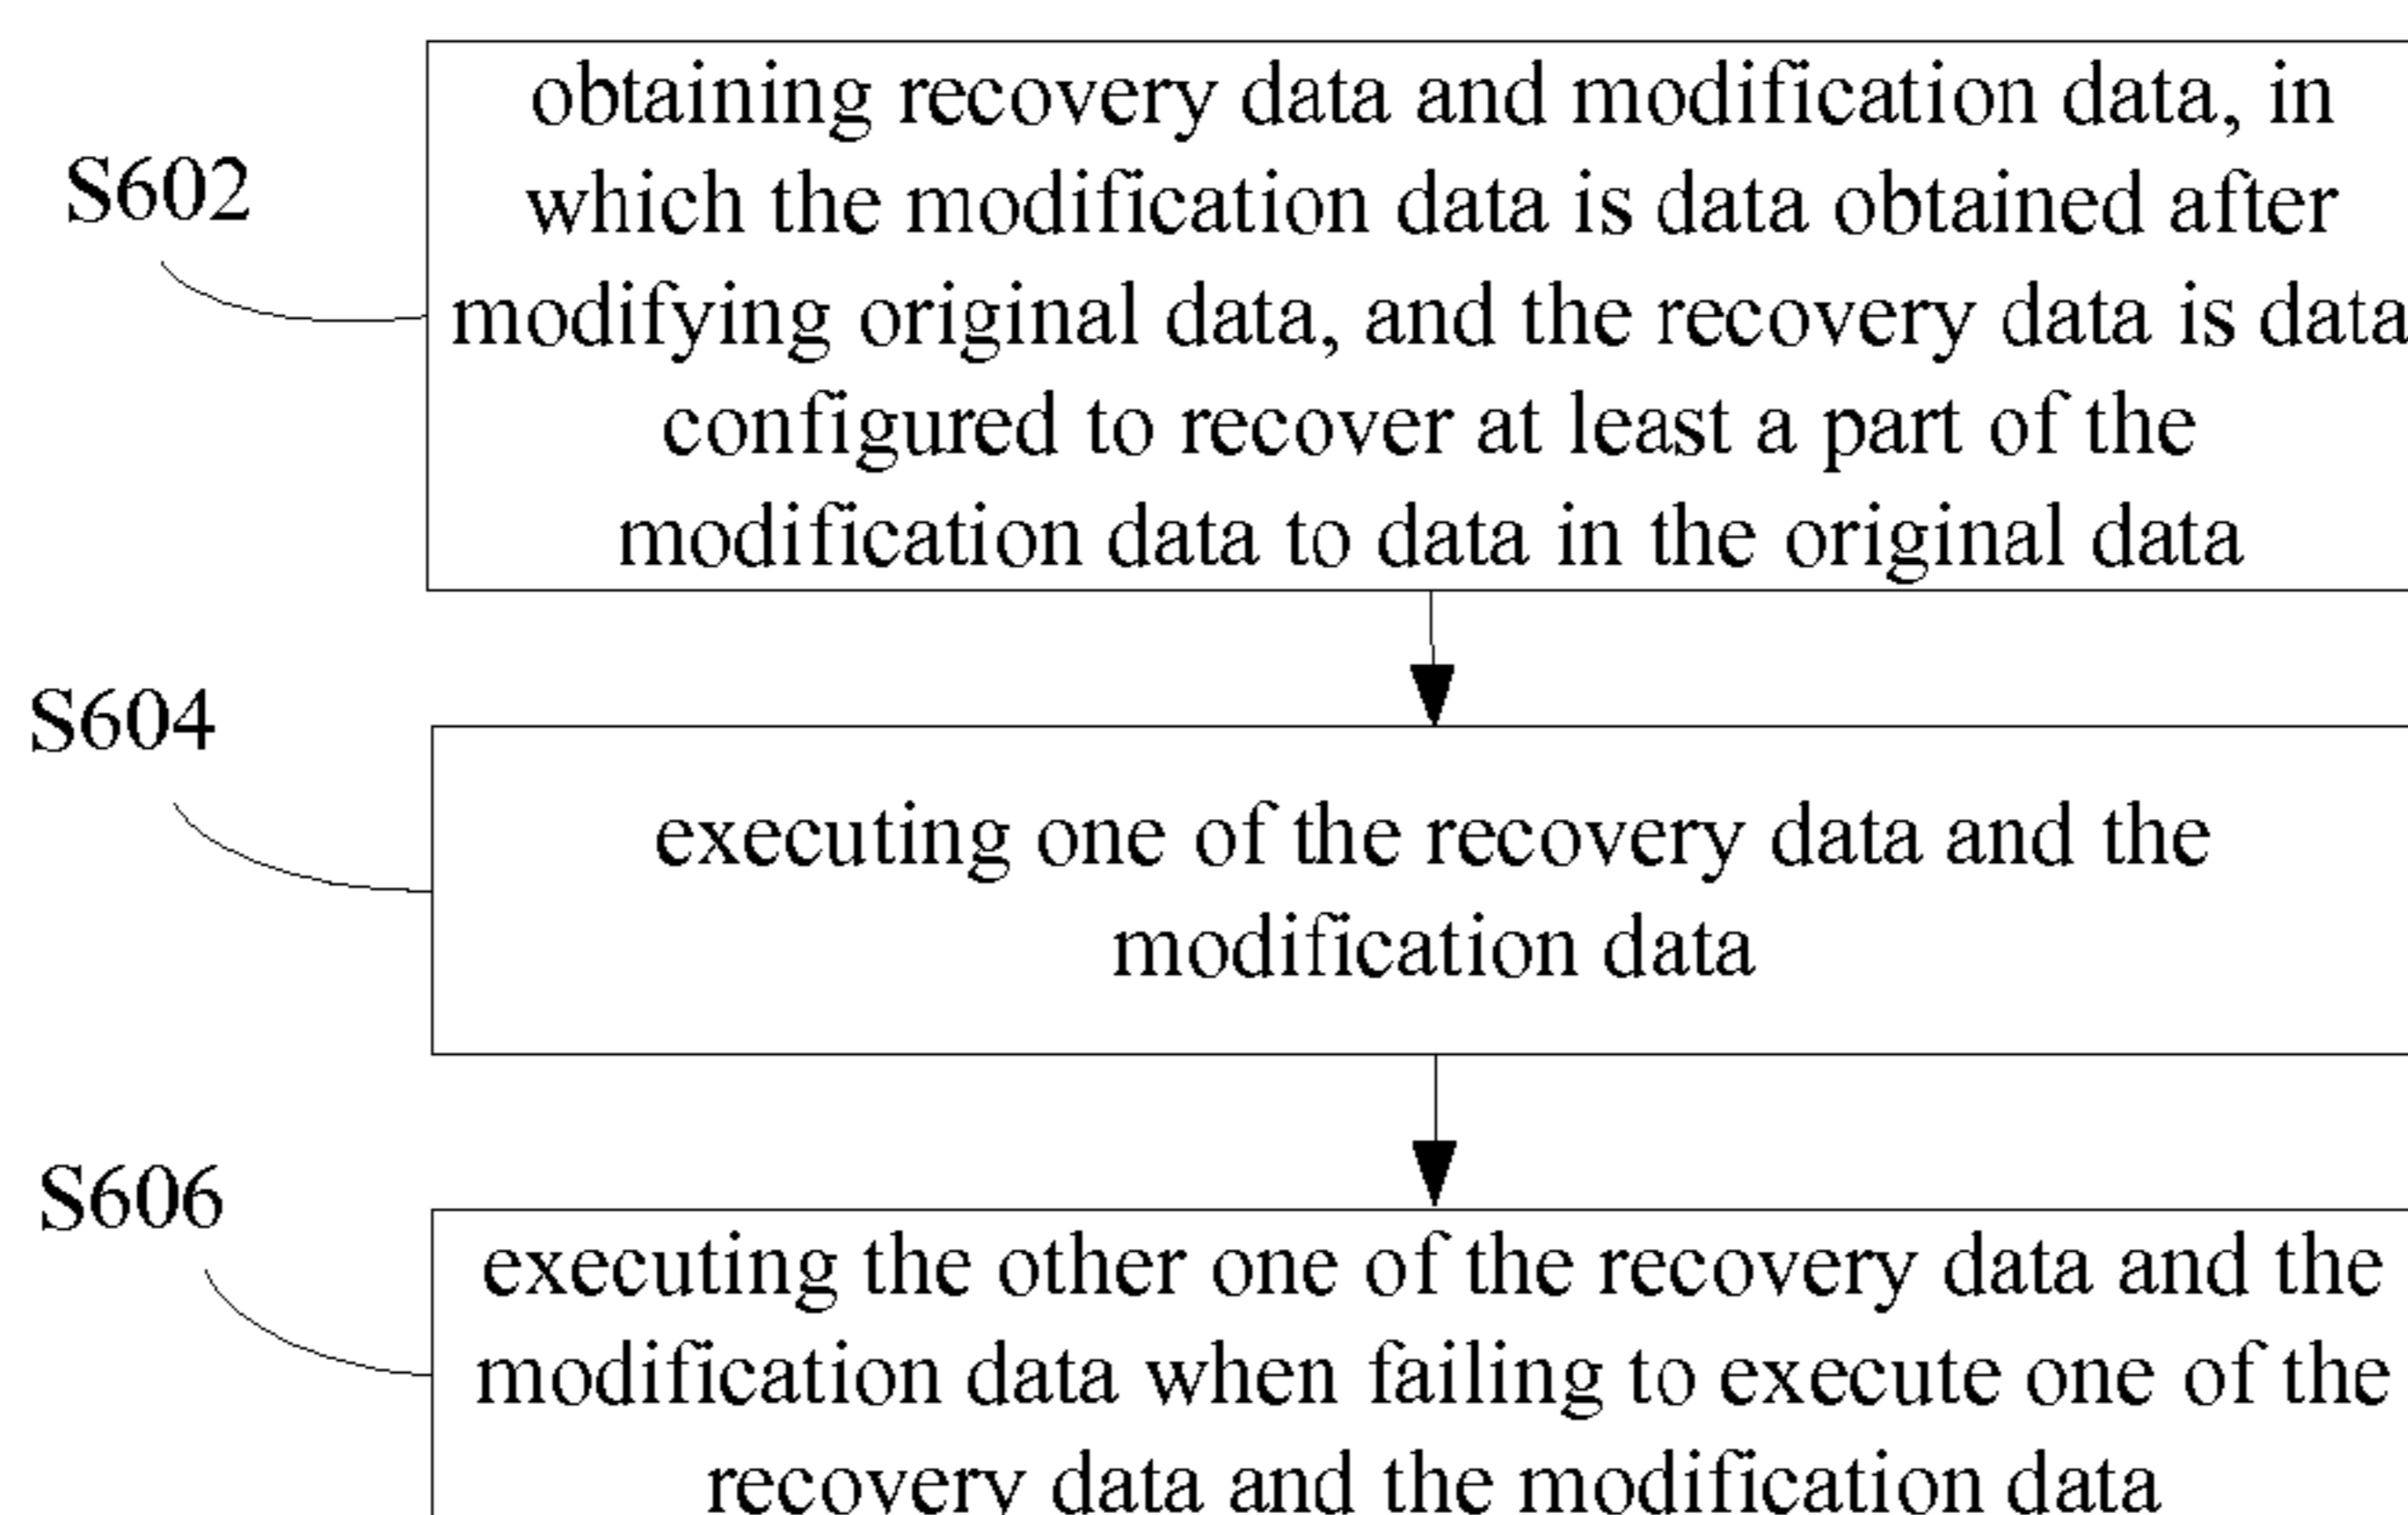 S602
obtaining recovery data and modification data, in
which the modification data is data obtained after
modifying original data, and the recovery data is data
configured to recover at least a part of the
modification data to data in the original data
S604
executing one of the recovery data and the
modification data
S606
executing the other one of the recovery data and the
modification data when failing to execute one of the
recovery data and the modification data